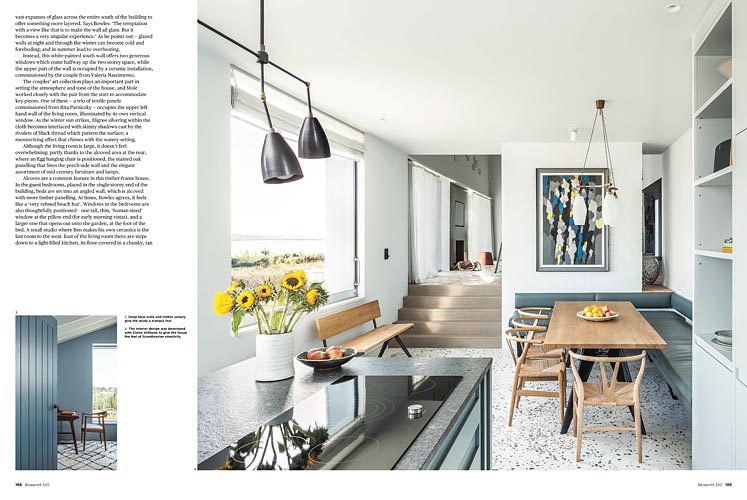 vast expanses of glass across the entire south of the building to
offer something more layered. Says Bowles: 'The temptation
with a view like that is to make the wall all glass. But it
becomes a very singular experience.' As he points out – glazed
walls at night and through the winter can become cold and
foreboding; and in summer lead to overheating.
Instead, this white-painted south wall offers two generous
windows which come halfway up the two-storey space, while
the upper part of the wall is occupied by a ceramic installation,
commissioned by the couple from Valeria Nascimento.
The couples' art collection plays an important part in
setting the atmosphere and tone of the house, and Mole
worked closely with the pair from the start to accommodate
key pieces. One of these – a trio of textile panels
commissioned from Rita Parniczky – occupies the upper left
hand wall of the living room, illuminated by its own vertical
window. As the winter sun strikes, filigree silvering within the
cloth becomes interlaced with skinny shadows cast by the
rivulets of black thread which pattern the surface; a
mesmerizing effect that chimes with the watery setting.
Although the living room is large, it doesn't feel
overwhelming, partly thanks to the alcoved area at the rear,
where an Egg hanging chair is positioned, the stained oak
panelling that lines the porch-side wall and the elegant
assortment of mid-century furniture and lamps.
Alcoves are a common feature in this timber-frame house.
In the guest bedrooms, placed in the single storey end of the
building, beds are set into an angled wall, which is alcoved
with more timber panelling. At times, Bowles agrees, it feels
like a 'very refined beach hut'. Windows in the bedrooms are
also thoughtfully positioned - one tall, thin, 'human-sized'
window at the pillow end (for early morning vistas), and a
larger one that opens out onto the garden, at the foot of the
bed. A small studio where Ben makes his own ceramics is the
last room to the west. East of the living room there are steps
down to a light-filled kitchen, its floor covered in a chunky, tan
3
3 Deep blue walls and timber joinery
give the study a tranquil feel
4 The interior design was developed
with Elaine Williams to give the house
the feel of Scandinavian simplicity
168 Blueprint 350
Blueprint 350 169